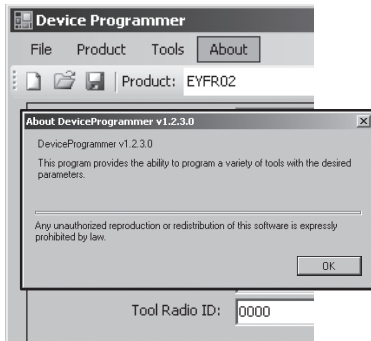 Device Programmer
File Product Tools About
Product: EYFR02
About DeviceProgrammer v1.2.3.0
DeviceProgrammer v1.2.3.0
This program provides the ability to program a variety of tools with the desired
parameters.
Any unauthorized reproduction or redistribution of this software is expressly
prohibited by law.
OK
Tool Radio ID: 0000